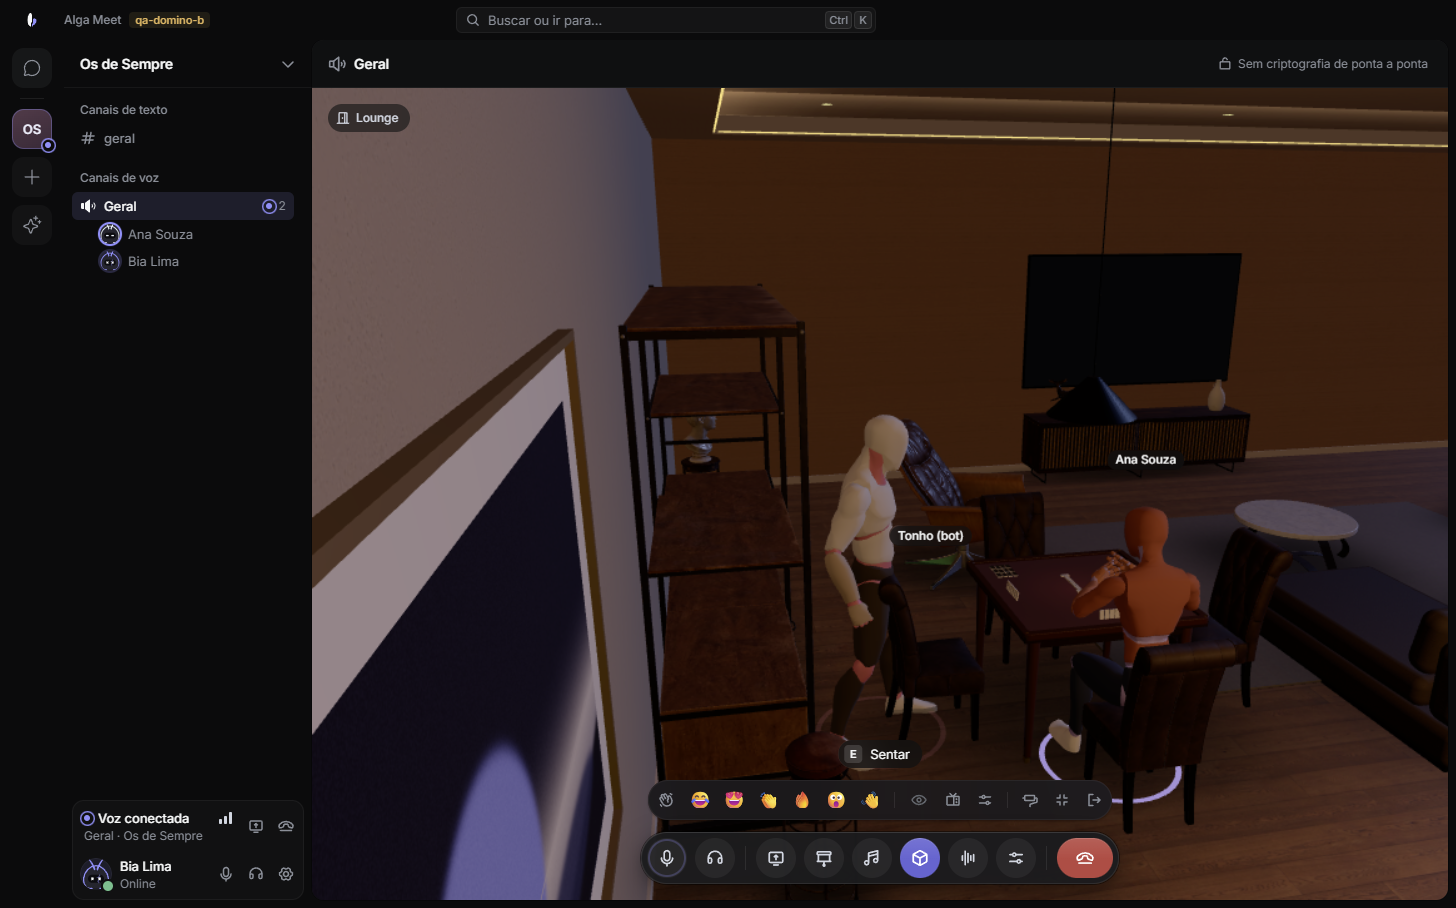 Alga Meet
qa-domino-b
Buscar ou ir para...
Ctrl K
Os de Sempre
Geral
Sem criptografia de ponta a ponta
OS
Canais de texto
geral
Canais de voz
Geral
2
Ana Souza
Bia Lima
Lounge
Ana Souza
Tonho (bot)
E Sentar
Voz conectada
Geral · Os de Sempre
Bia Lima
Online